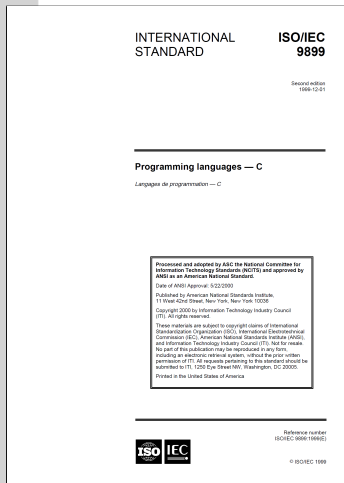 INTERNATIONAL
STANDARD
ISO/IEC
9899
Second edition
1999-12-01
Programming languages — C
Langages de programmation — C
Processed and adopted by ASC the National Committee for
Information Technology Standards (NCITS) and approved by
ANSI as an American National Standard.
Date of ANSI Approval: 5/22/2000
Published by American National Standards Institute,
11 West 42nd Street, New York, New York 10036
Copyright 2000 by Information Technology Industry Council
(ITI). All rights reserved.
These materials are subject to copyright claims of International
Standardization Organization (ISO), International Electrotechnical
Commission (IEC), American National Standards Institute (ANSI),
and Information Technology Industry Council (ITI). Not for resale.
No part of this publication may be reproduced in any form,
including an electronic retrieval system, without the prior written
permission of ITI. All requests pertaining to this standard should be
submitted to ITI, 1250 Eye Street NW, Washington, DC 20005.
Printed in the United States of America
Reference number
ISO/IEC 9899:1999(E)
ISO IEC
© ISO/IEC 1999